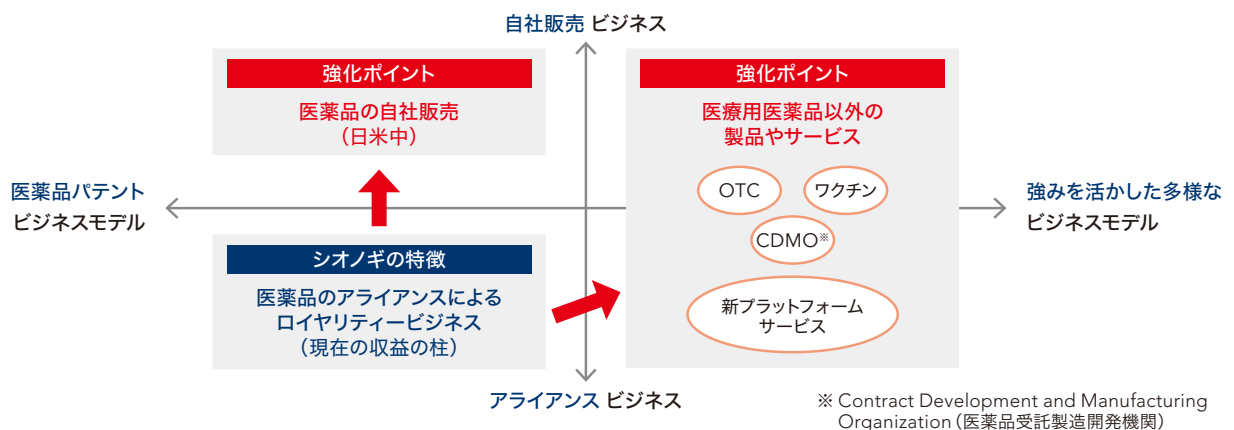 自社販売 ビジネス
強化ポイント
医薬品の自社販売
（日米中）
強化ポイント
医療用医薬品以外の
製品やサービス
OTC
ワクチン
CDMO※
新プラットフォーム
サービス
医薬品パテント
ビジネスモデル
強みを活かした多様な
ビジネスモデル
シオノギの特徴
医薬品のアライアンスによる
ロイヤリティービジネス
（現在の収益の柱）
アライアンス ビジネス
※ Contract Development and Manufacturing
Organization（医薬品受託製造開発機関）